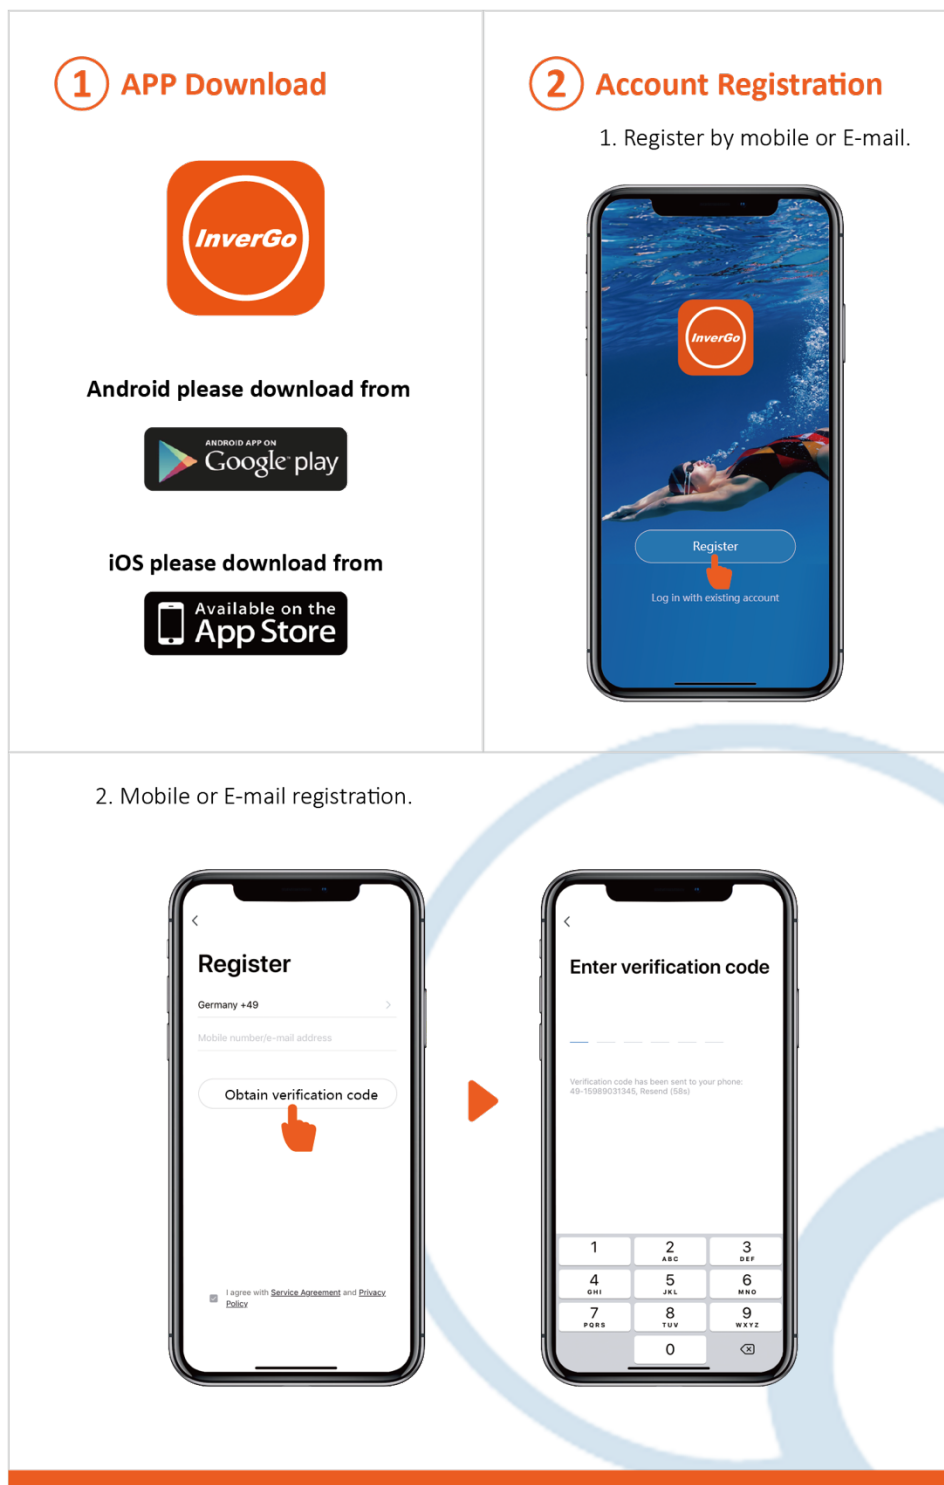 1 APP Download
InverGo
Android please download from
ANDROID APP ON
Google play
iOS please download from
Available on the
App Store
2 Account Registration
1. Register by mobile or E-mail.
InverGo
Register
Log in with existing account
2. Mobile or E-mail registration.
Register
Germany +49
Mobile number/e-mail address
Obtain verification code
I agree with Service Agreement and Privacy
Policy
Enter verification code
Verification code has been sent to your phone:
49-15989031345, Resend (58s)
1 2 3
ABC DEF
4 5 6
GHI JKL MNO
7 8 9
PQRS TUV WXYZ
0